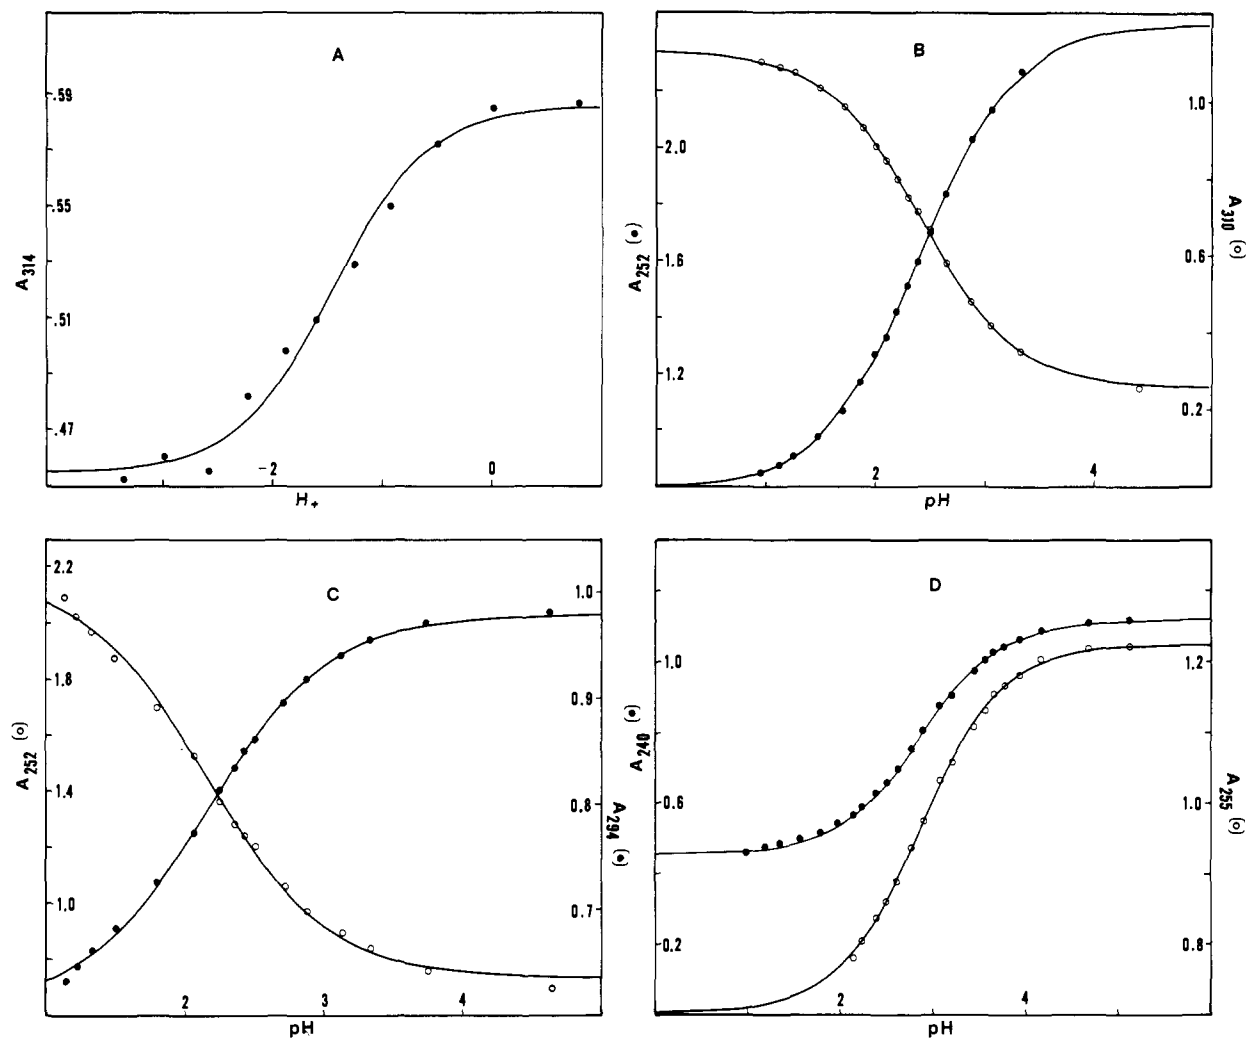 A
.59
.55
.51
.47
-2
0
A314
H+
B
2.0
1.6
1.2
1.0
0.6
0.2
2
4
A252 (●)
A310 (○)
pH
C
2.2
1.8
1.4
1.0
1.0
0.9
0.8
0.7
2
3
4
A252 (○)
A294 (●)
pH
D
1.0
0.6
0.2
1.2
1.0
0.8
2
4
A240 (●)
A255 (○)
pH